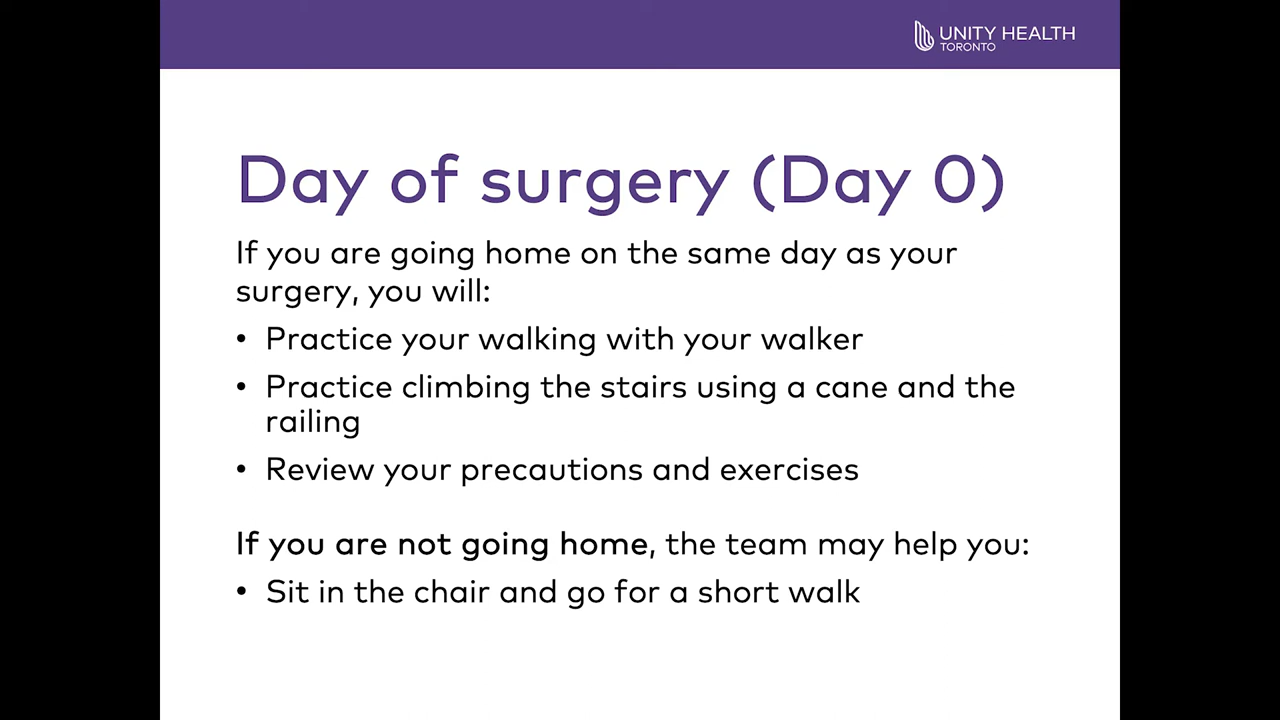 UNITY HEALTH
TORONTO
Day of surgery (Day 0)
If you are going home on the same day as your
surgery, you will:
• Practice your walking with your walker
• Practice climbing the stairs using a cane and the
railing
• Review your precautions and exercises
If you are not going home, the team may help you:
• Sit in the chair and go for a short walk